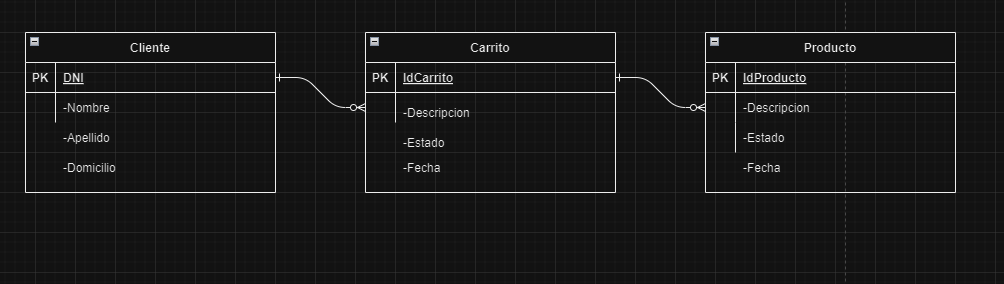 Cliente
PK DNI
-Nombre
-Apellido
-Domicilio
Carrito
PK IdCarrito
-Descripcion
-Estado
-Fecha
Producto
PK IdProducto
-Descripcion
-Estado
-Fecha